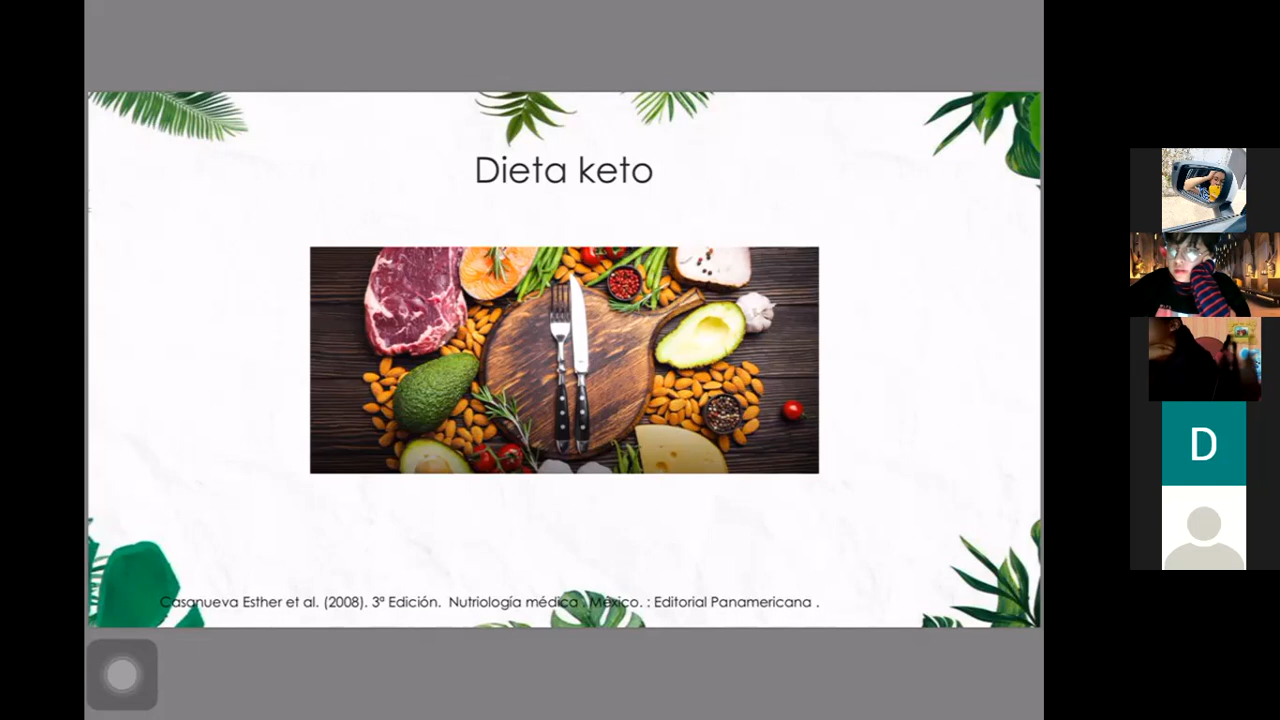 Dieta keto
Casanueva Esther et al. (2008). 3ª Edición. Nutriología médica . México. : Editorial Panamericana .
D